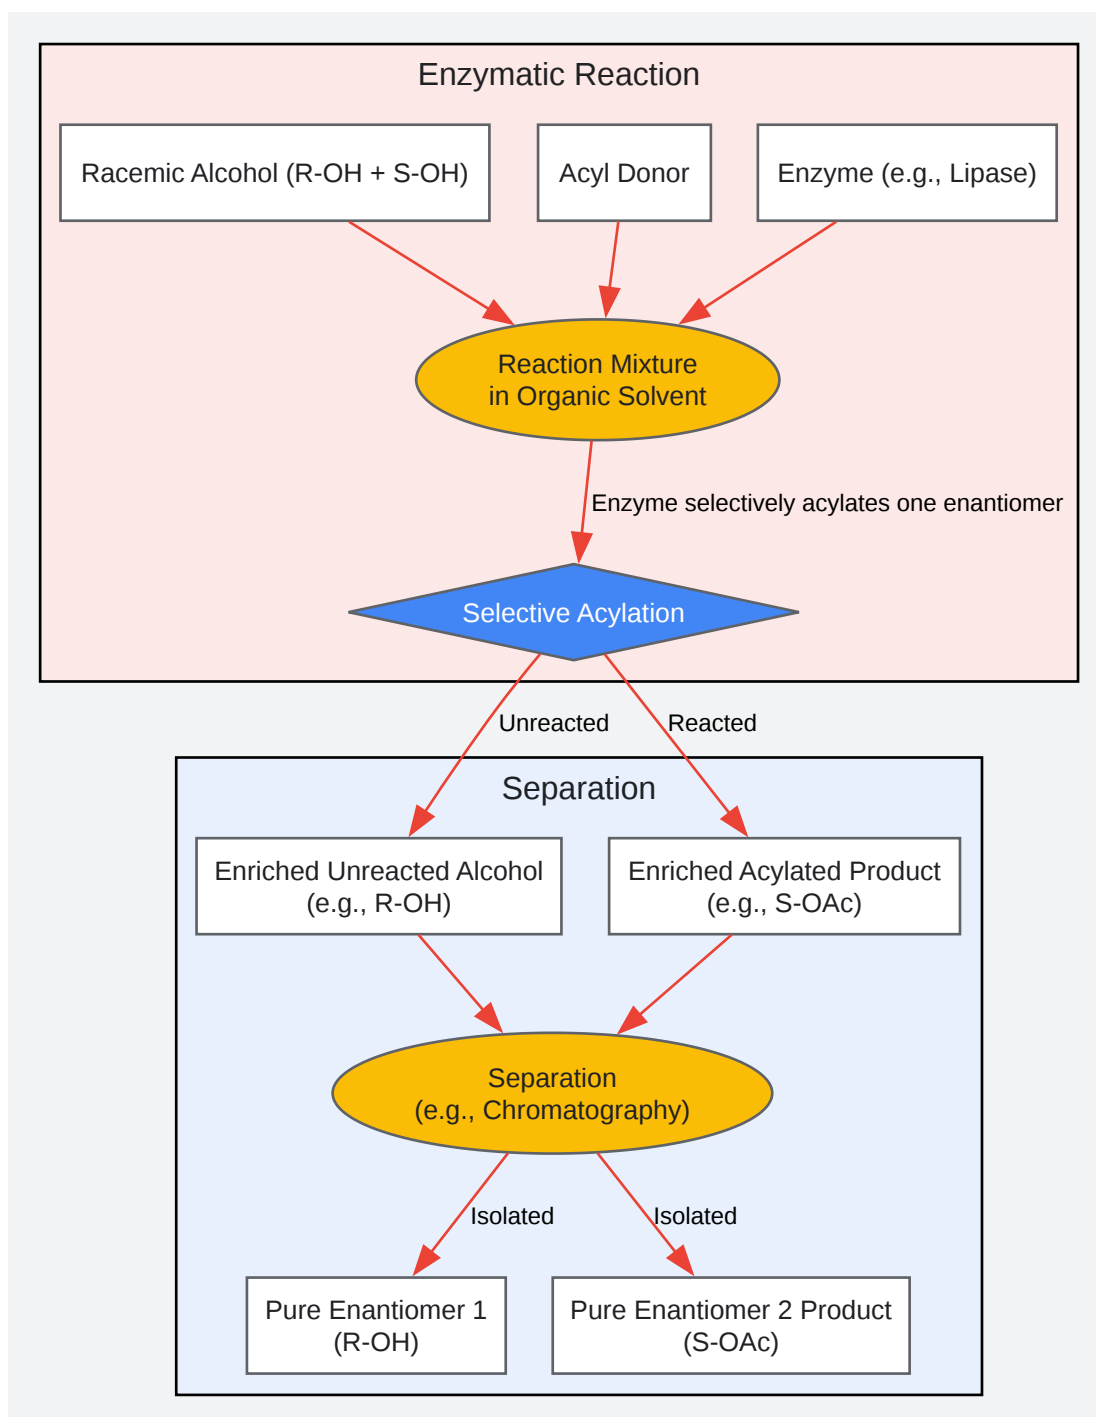 Enzymatic Reaction
Racemic Alcohol (R-OH + S-OH)
Acyl Donor
Enzyme (e.g., Lipase)
Reaction Mixture
in Organic Solvent
Enzyme selectively acylates one enantiomer
Selective Acylation
Unreacted
Reacted
Separation
Enriched Unreacted Alcohol
(e.g., R-OH)
Enriched Acylated Product
(e.g., S-OAc)
Separation
(e.g., Chromatography)
Isolated
Isolated
Pure Enantiomer 1
(R-OH)
Pure Enantiomer 2 Product
(S-OAc)